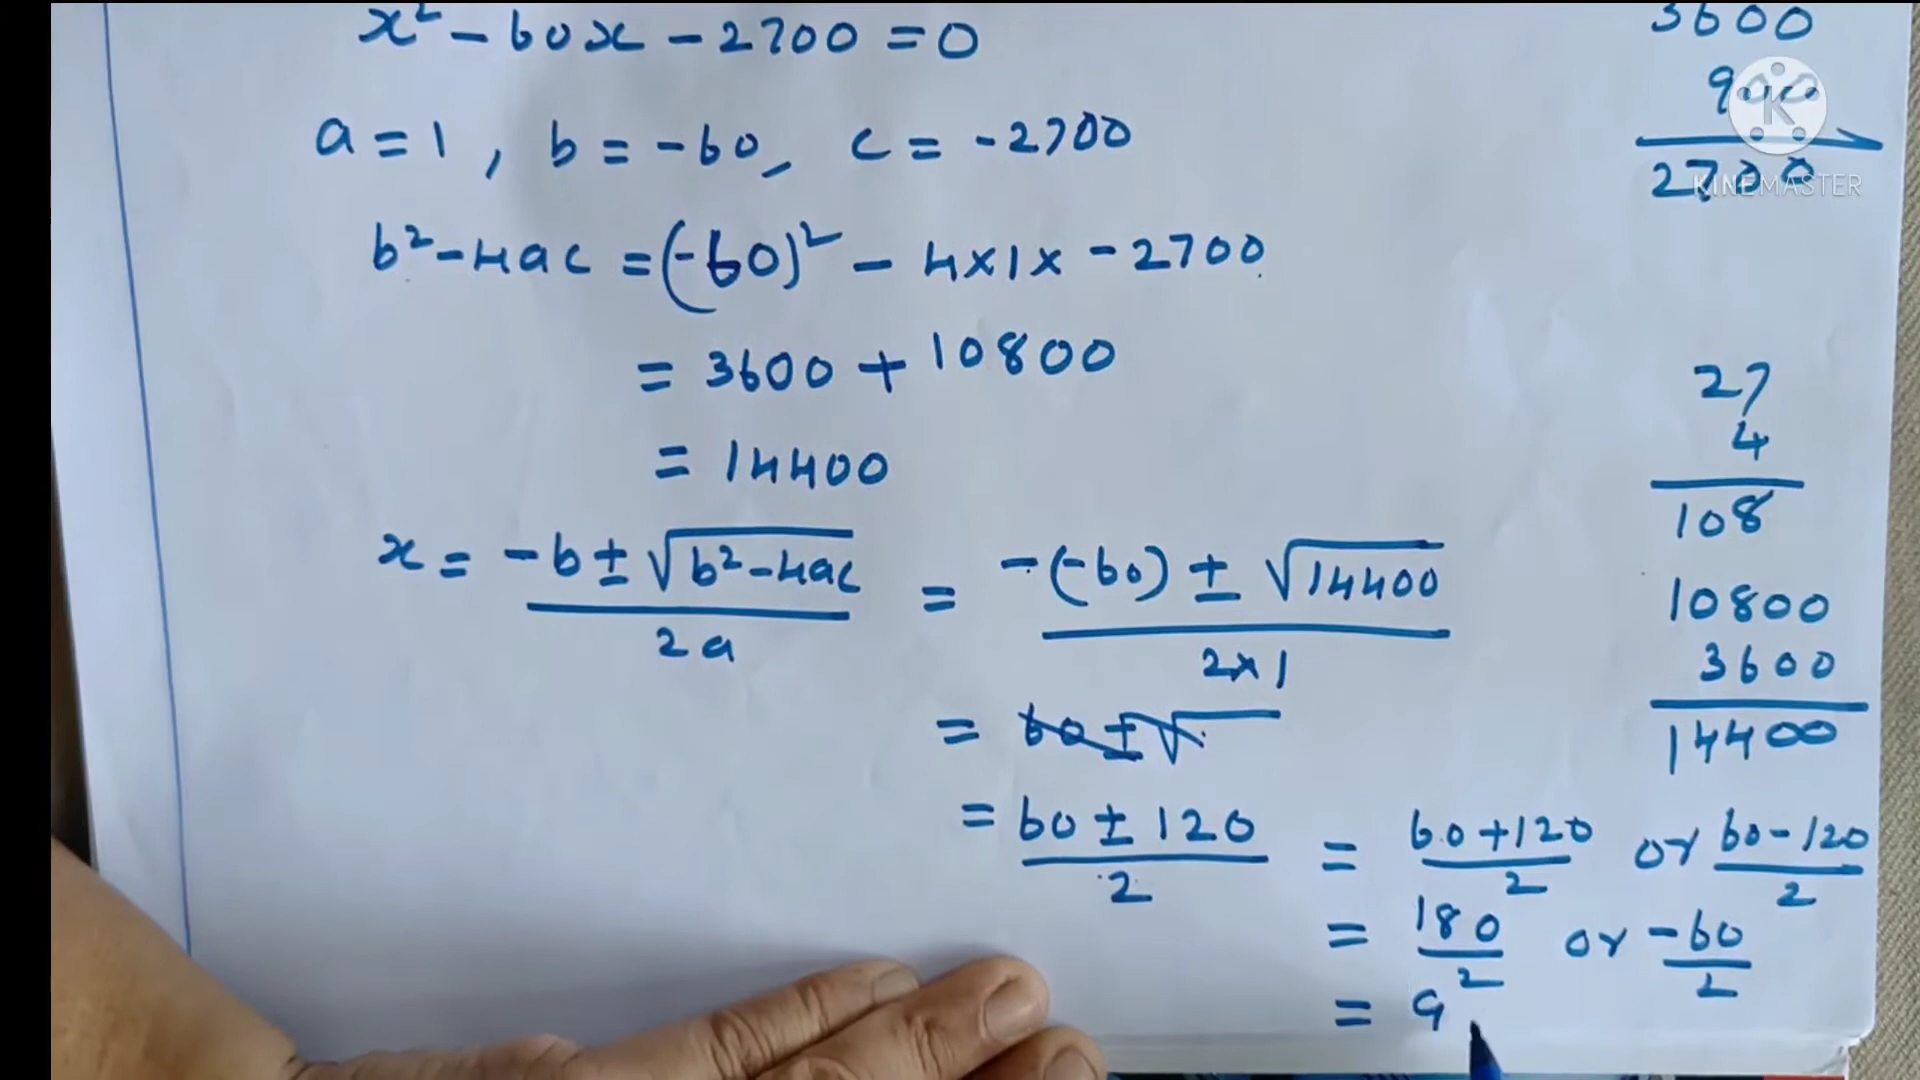 x² - 60x - 2700 = 0
a = 1, b = -60, c = -2700
b² - 4ac = (-60)² - 4×1× -2700
= 3600 + 10800
= 14400
x = -b ± √b² - 4ac / 2a = -(-60) ± √14400 / 2×1
= 60 ± √
= 60 ± 120 / 2 = 60 + 120 / 2 or 60 - 120 / 2
= 180 / 2 or -60 / 2
= 9
3600
900
2700
K
KINEMASTER
27
4
108
10800
3600
14400